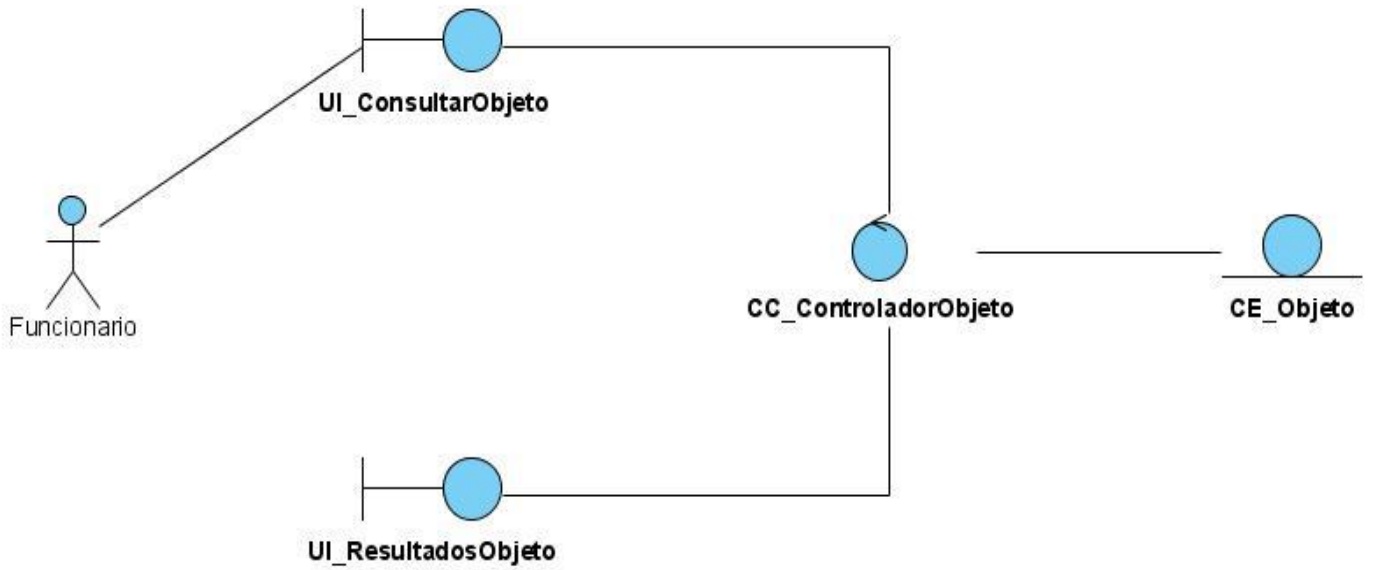 UI_ConsultarObjeto
Funcionario
CC_ControladorObjeto
CE_Objeto
UI_ResultadosObjeto